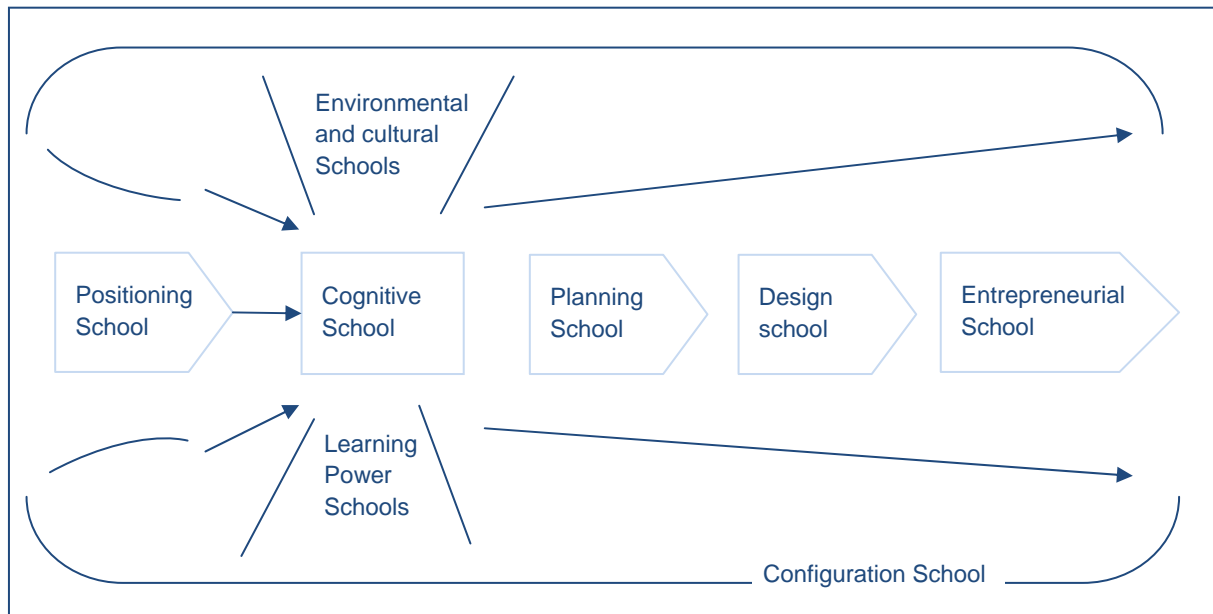 Environmental
and cultural
Schools
Positioning
School
Cognitive
School
Planning
School
Design
school
Entrepreneurial
School
Learning
Power
Schools
Configuration School